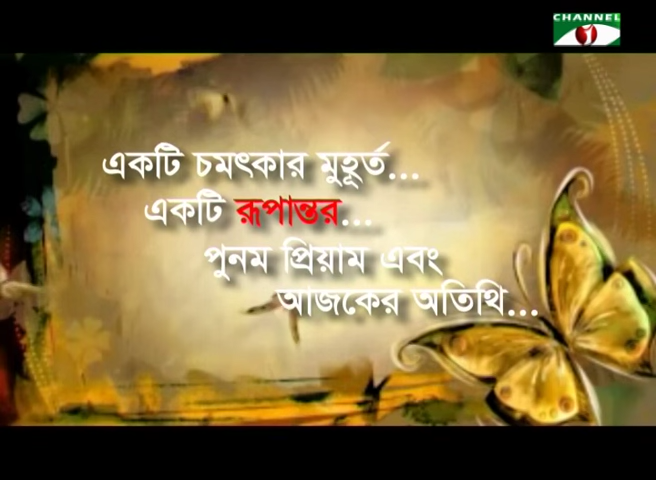 CHANNEL
একটি চমৎকার মুহূর্ত...
একটি রূপান্তর...
পুনম প্রিয়াম এবং
আজকের অতিথি...